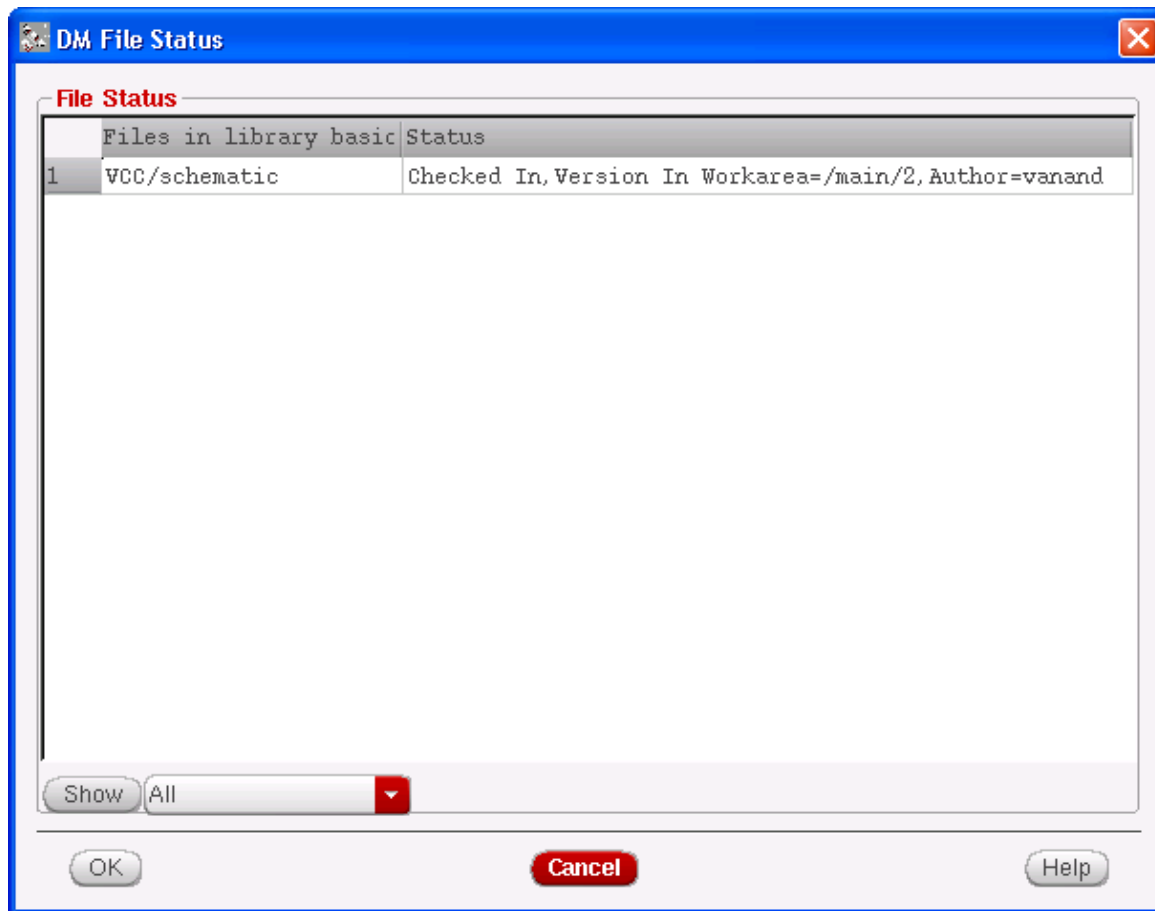 DM File Status
File Status
Files in library basic Status
1 VCC/schematic Checked In,Version In Workarea=/main/2,Author=vanand
Show All
OK Cancel Help